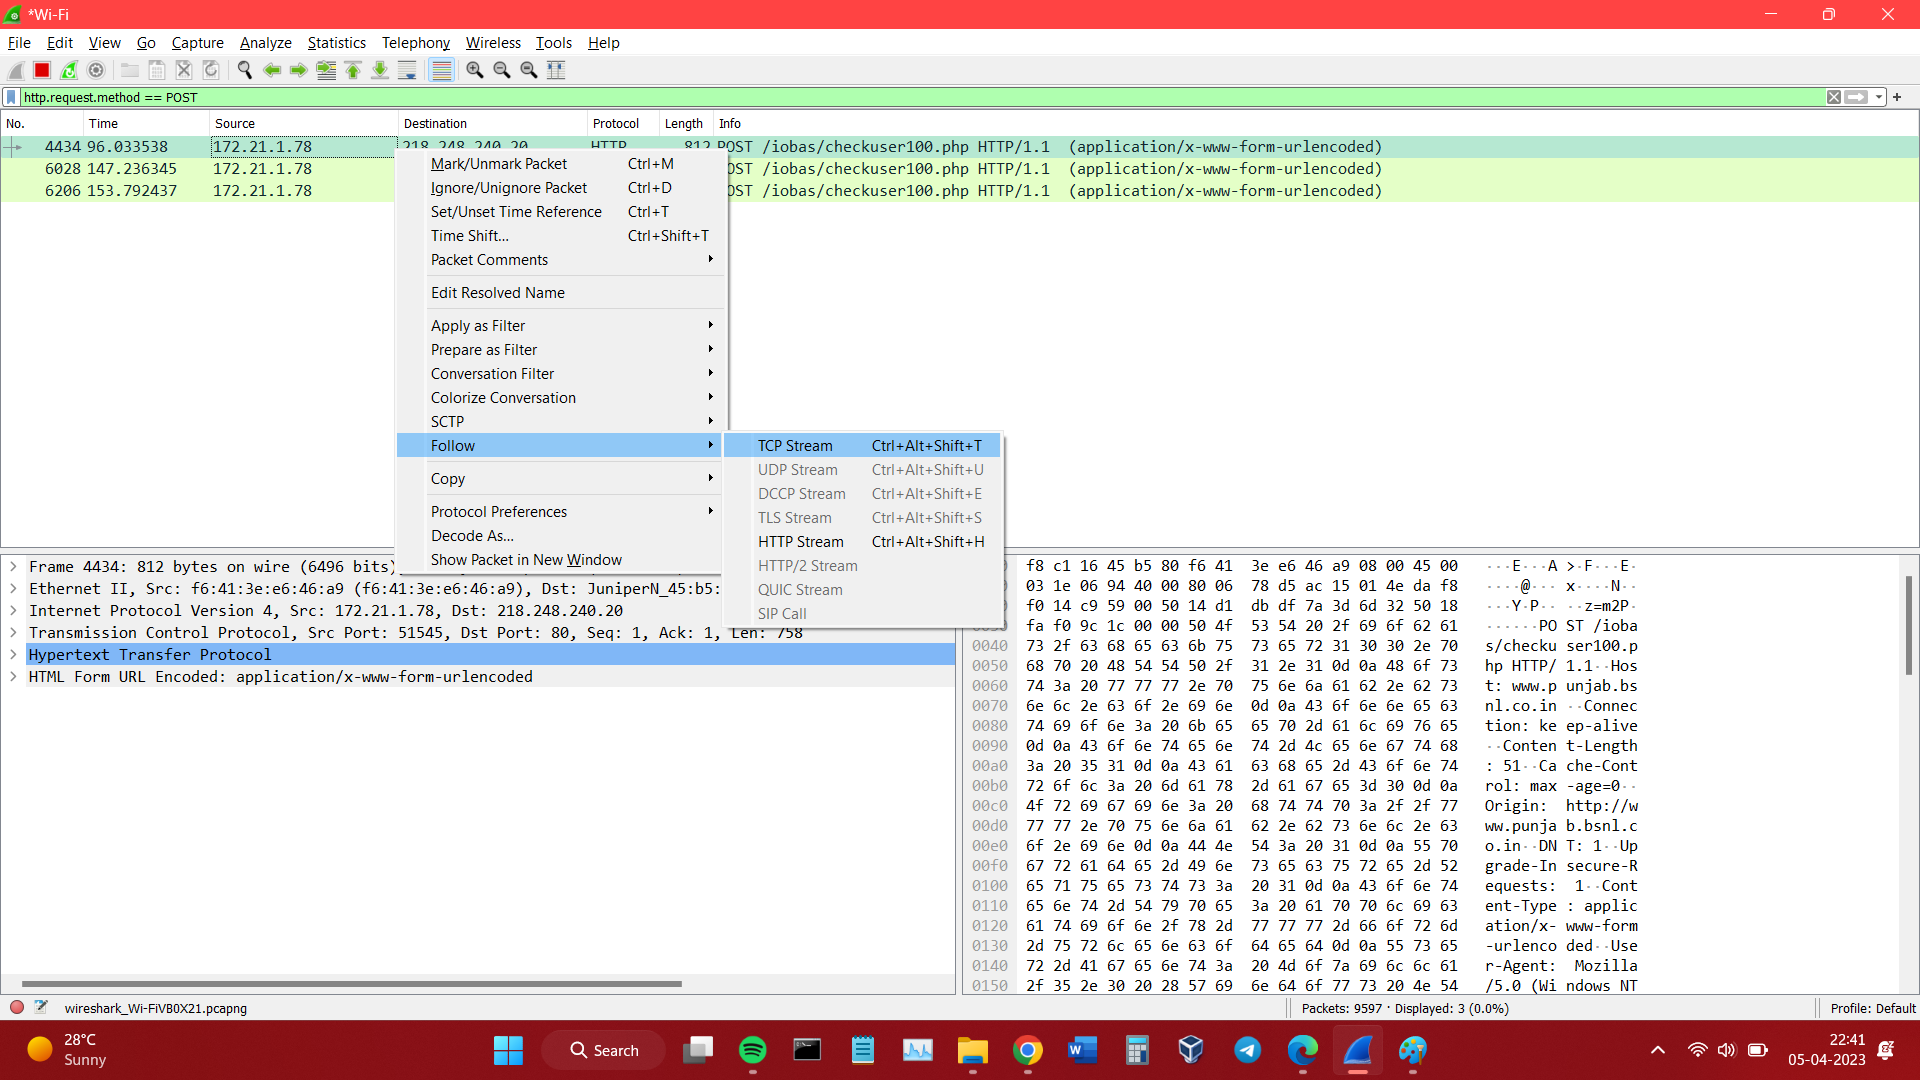 *Wi-Fi
File Edit View Go Capture Analyze Statistics Telephony Wireless Tools Help
http.request.method == POST
No. Time Source Destination Protocol Length Info
4434 96.033538 172.21.1.78 218.248.240.20 HTTP 812 POST /iobas/checkuser100.php HTTP/1.1 (application/x-www-form-urlencoded)
6028 147.236345 172.21.1.78 OST /iobas/checkuser100.php HTTP/1.1 (application/x-www-form-urlencoded)
6206 153.792437 172.21.1.78 OST /iobas/checkuser100.php HTTP/1.1 (application/x-www-form-urlencoded)
Mark/Unmark Packet Ctrl+M
Ignore/Unignore Packet Ctrl+D
Set/Unset Time Reference Ctrl+T
Time Shift... Ctrl+Shift+T
Packet Comments
Edit Resolved Name
Apply as Filter
Prepare as Filter
Conversation Filter
Colorize Conversation
SCTP
Follow
Copy
Protocol Preferences
Decode As...
Show Packet in New Window
TCP Stream Ctrl+Alt+Shift+T
UDP Stream Ctrl+Alt+Shift+U
DCCP Stream Ctrl+Alt+Shift+E
TLS Stream Ctrl+Alt+Shift+S
HTTP Stream Ctrl+Alt+Shift+H
HTTP/2 Stream
QUIC Stream
SIP Call
Frame 4434: 812 bytes on wire (6496 bits)
Ethernet II, Src: f6:41:3e:e6:46:a9 (f6:41:3e:e6:46:a9), Dst: JuniperN_45:b5:
Internet Protocol Version 4, Src: 172.21.1.78, Dst: 218.248.240.20
Transmission Control Protocol, Src Port: 51545, Dst Port: 80, Seq: 1, Ack: 1, Len: 758
Hypertext Transfer Protocol
HTML Form URL Encoded: application/x-www-form-urlencoded
f8 c1 16 45 b5 80 f6 41 3e e6 46 a9 08 00 45 00 ···E···A >·F···E·
03 1e 06 94 40 00 80 06 78 d5 ac 15 01 4e da f8 ····@··· x····N··
f0 14 c9 59 00 50 14 d1 db df 7a 3d 6d 32 50 18 ···Y·P·· ··z=m2P·
fa f0 9c 1c 00 00 50 4f 53 54 20 2f 69 6f 62 61 ······PO ST /ioba
0040 73 2f 63 68 65 63 6b 75 73 65 72 31 30 30 2e 70 s/checku ser100.p
0050 68 70 20 48 54 54 50 2f 31 2e 31 0d 0a 48 6f 73 hp HTTP/ 1.1··Hos
0060 74 3a 20 77 77 77 2e 70 75 6e 6a 61 62 2e 62 73 t: www.p unjab.bs
0070 6e 6c 2e 63 6f 2e 69 6e 0d 0a 43 6f 6e 6e 65 63 nl.co.in ··Connec
0080 74 69 6f 6e 3a 20 6b 65 65 70 2d 61 6c 69 76 65 tion: ke ep-alive
0090 0d 0a 43 6f 6e 74 65 6e 74 2d 4c 65 6e 67 74 68 ··Conten t-Length
00a0 3a 20 35 31 0d 0a 43 61 63 68 65 2d 43 6f 6e 74 : 51··Ca che-Cont
00b0 72 6f 6c 3a 20 6d 61 78 2d 61 67 65 3d 30 0d 0a rol: max -age=0··
00c0 4f 72 69 67 69 6e 3a 20 68 74 74 70 3a 2f 2f 77 Origin: http://w
00d0 77 77 2e 70 75 6e 6a 61 62 2e 62 73 6e 6c 2e 63 ww.punja b.bsnl.c
00e0 6f 2e 69 6e 0d 0a 44 4e 54 3a 20 31 0d 0a 55 70 o.in··DN T: 1··Up
00f0 67 72 61 64 65 2d 49 6e 73 65 63 75 72 65 2d 52 grade-In secure-R
0100 65 71 75 65 73 74 73 3a 20 31 0d 0a 43 6f 6e 74 equests: 1··Cont
0110 65 6e 74 2d 54 79 70 65 3a 20 61 70 70 6c 69 63 ent-Type : applic
0120 61 74 69 6f 6e 2f 78 2d 77 77 77 2d 66 6f 72 6d ation/x- www-form
0130 2d 75 72 6c 65 6e 63 6f 64 65 64 0d 0a 55 73 65 -urlenco ded··Use
0140 72 2d 41 67 65 6e 74 3a 20 4d 6f 7a 69 6c 6c 61 r-Agent: Mozilla
0150 2f 35 2e 30 20 28 57 69 6e 64 6f 77 73 20 4e 54 /5.0 (Wi ndows NT
wireshark_Wi-FiVB0X21.pcapng
Packets: 9597 · Displayed: 3 (0.0%)
Profile: Default
28°C
Sunny
Search
22:41
05-04-2023